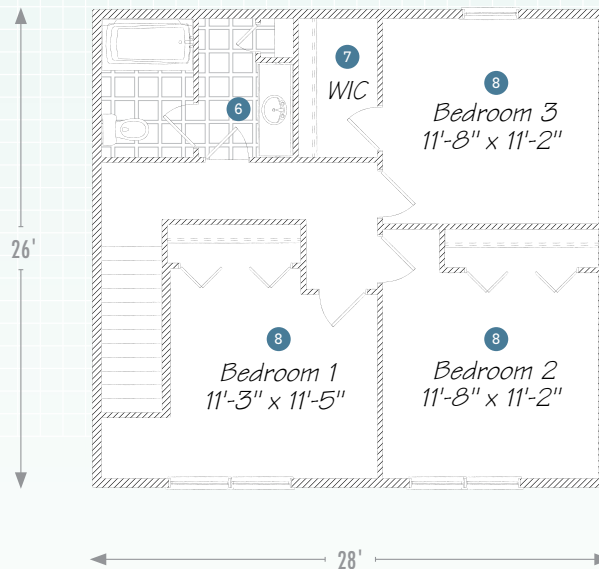 7
WIC
6
8
Bedroom 3
11'-8" x 11'-2"
26'
8
Bedroom 1
11'-3" x 11'-5"
8
Bedroom 2
11'-8" x 11'-2"
28'